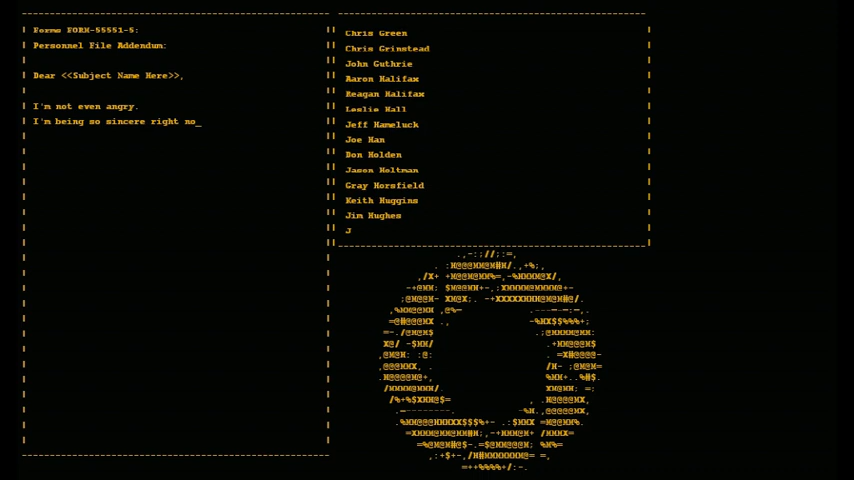 Forms FORM-55551-5:
Personnel File Addendum:
Dear <<Subject Name Here>>,
I'm not even angry.
I'm being so sincere right no_
Chris Green
Chris Grinstead
John Guthrie
Aaron Halifax
Reagan Halifax
Leslie Hall
Jeff Hameluck
Joe Han
Don Holden
Jason Holtman
Gray Horsfield
Keith Huggins
Jim Hughes
J